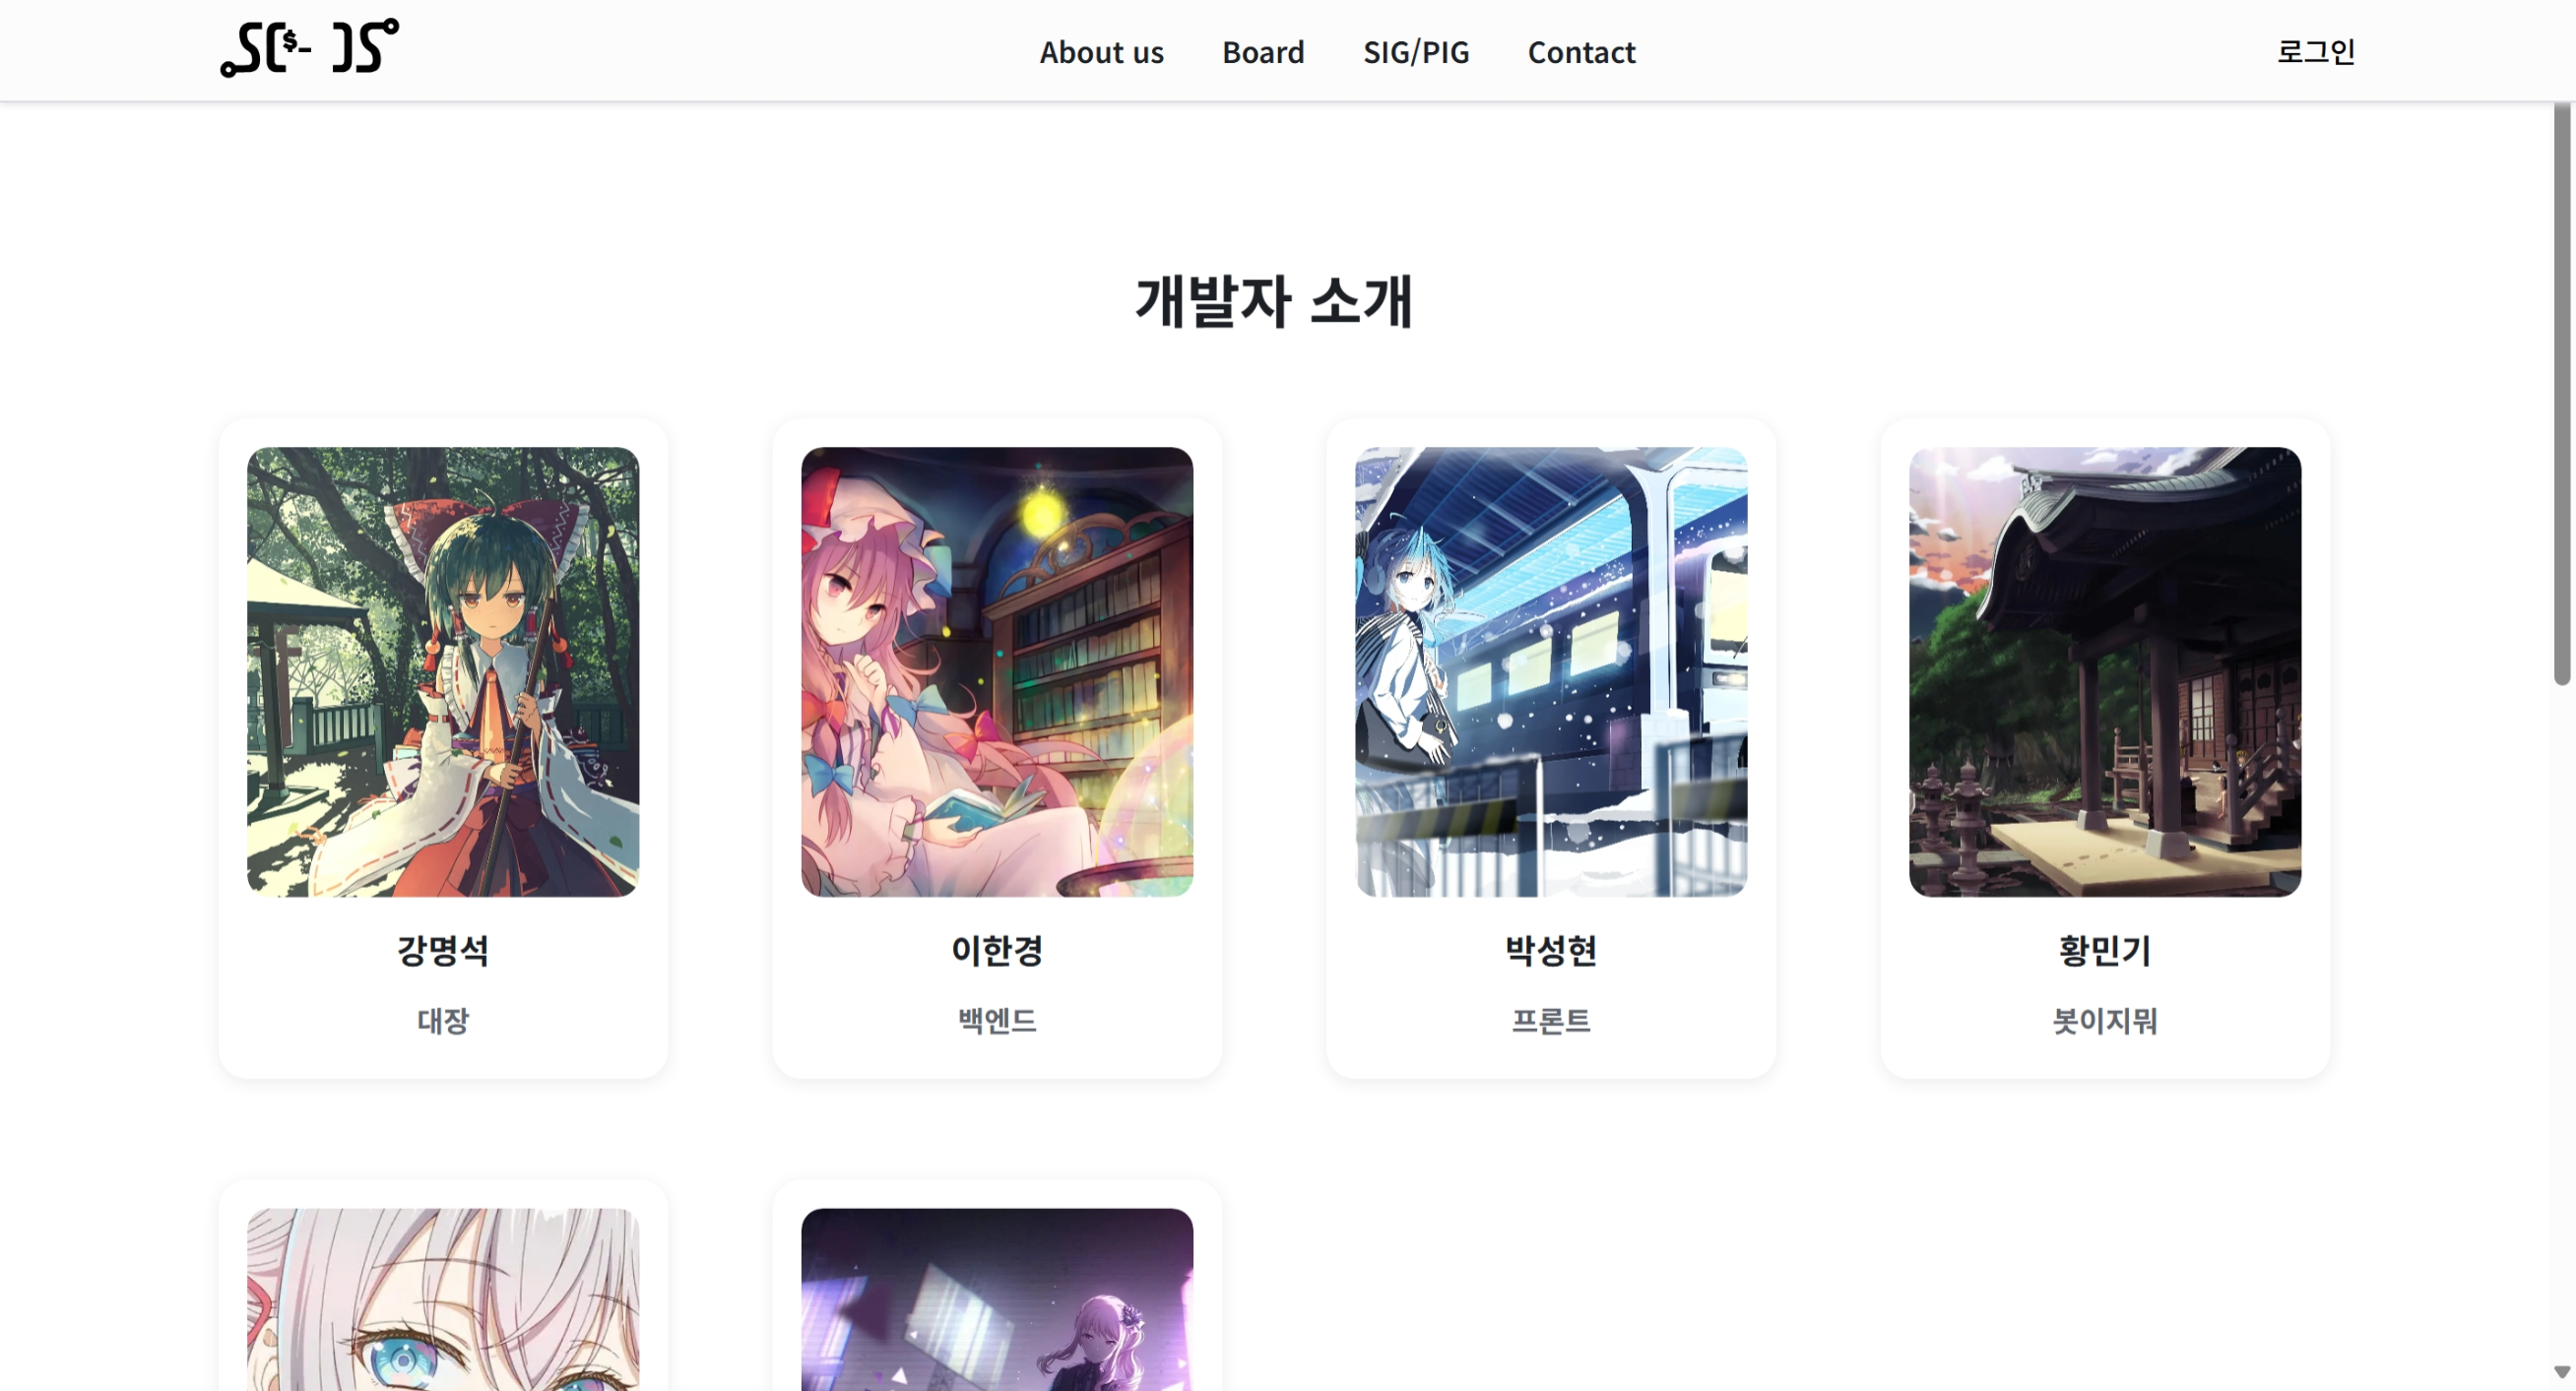 About us
Board
SIG/PIG
Contact
로그인
개발자 소개
강명석
대장
이한경
백엔드
박성현
프론트
황민기
봇이지뭐